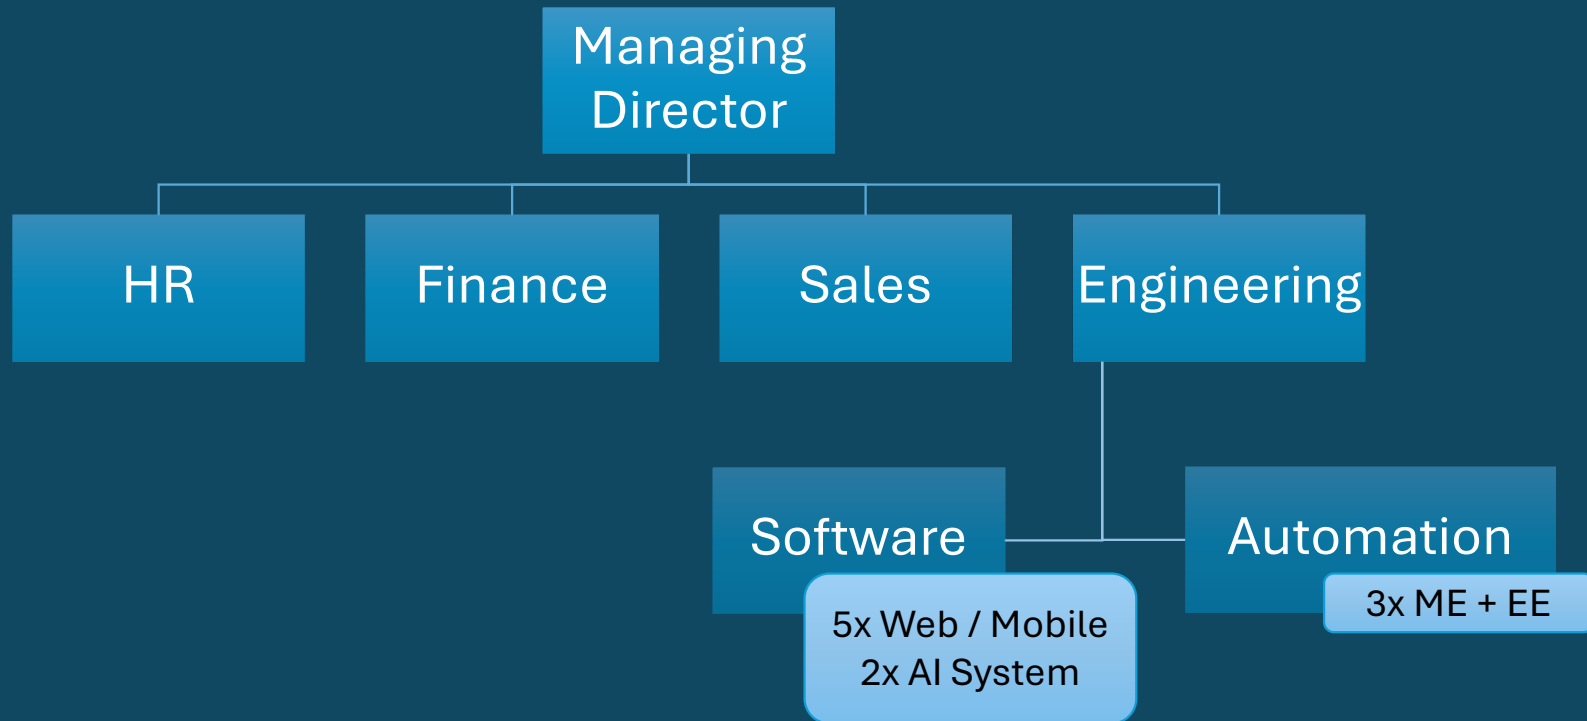 Managing
Director
HR
Finance
Sales
Engineering
Software
Automation
5x Web / Mobile
2x AI System
3x ME + EE